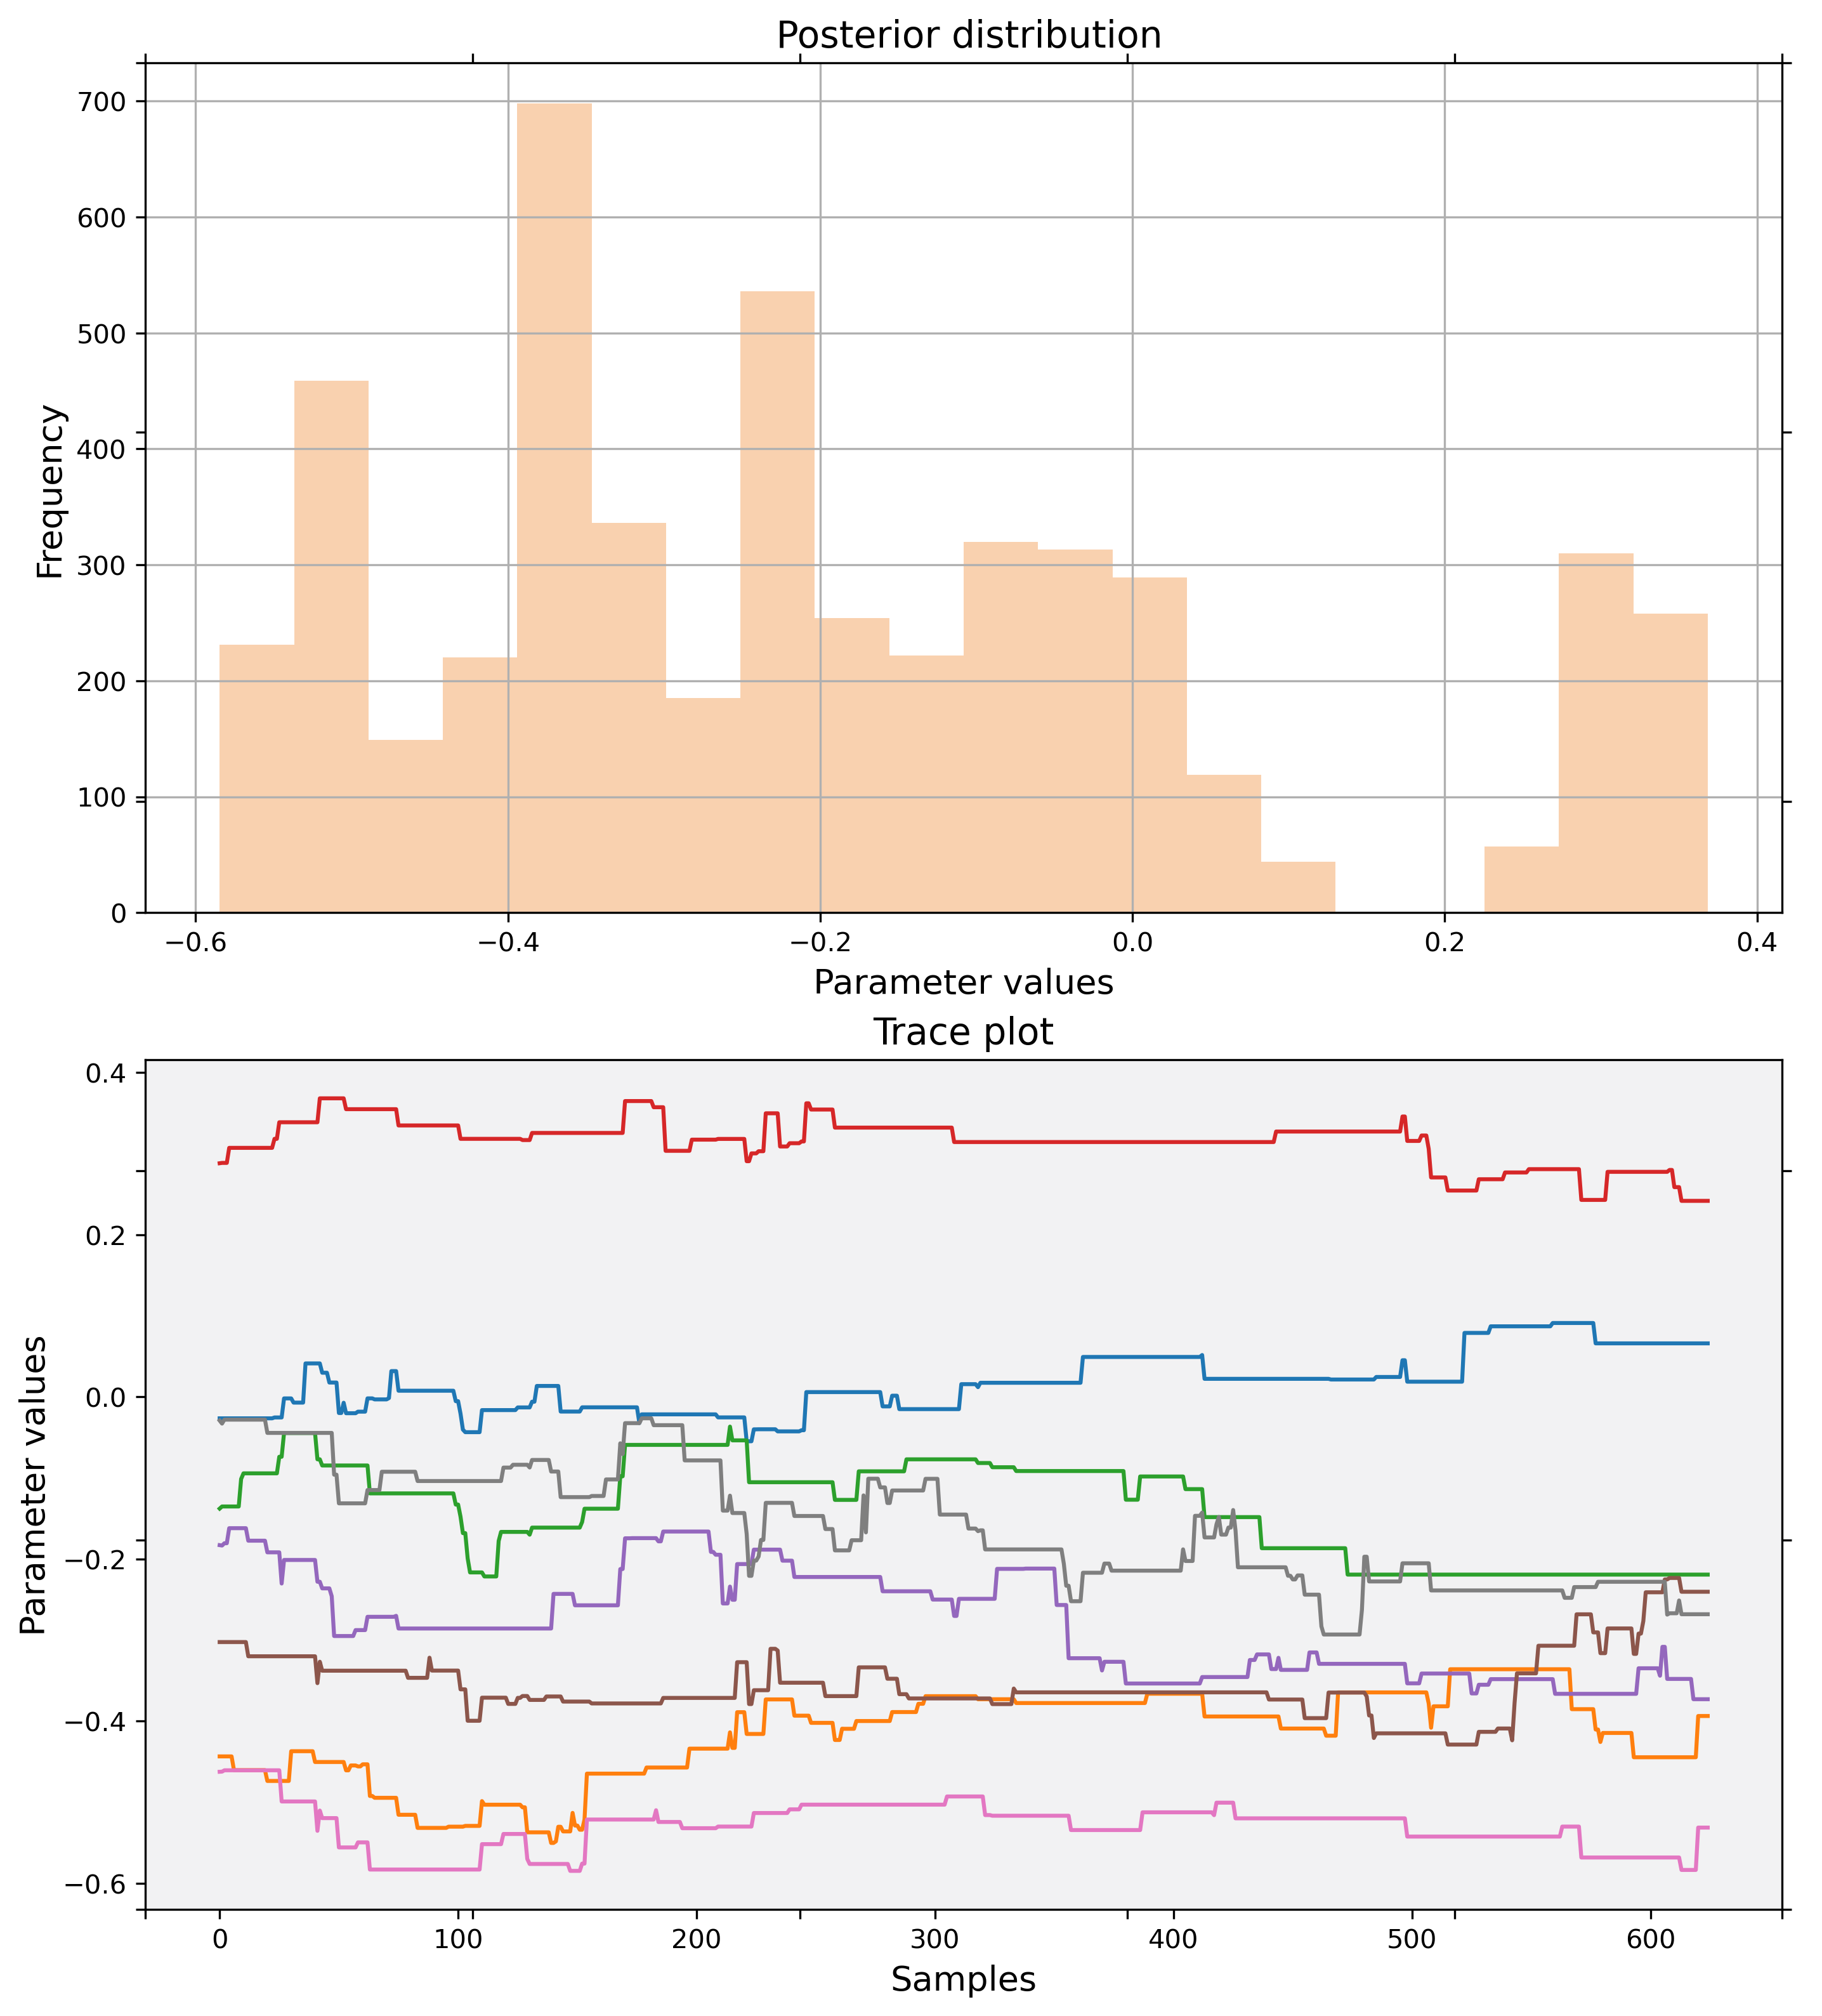 Posterior distribution
700
600
500
400
300
200
100
0
Frequency
−0.6 −0.4 −0.2 0.0 0.2 0.4
Parameter values
Trace plot
0.4
0.2
0.0
−0.2
−0.4
−0.6
Parameter values
0 100 200 300 400 500 600
Samples